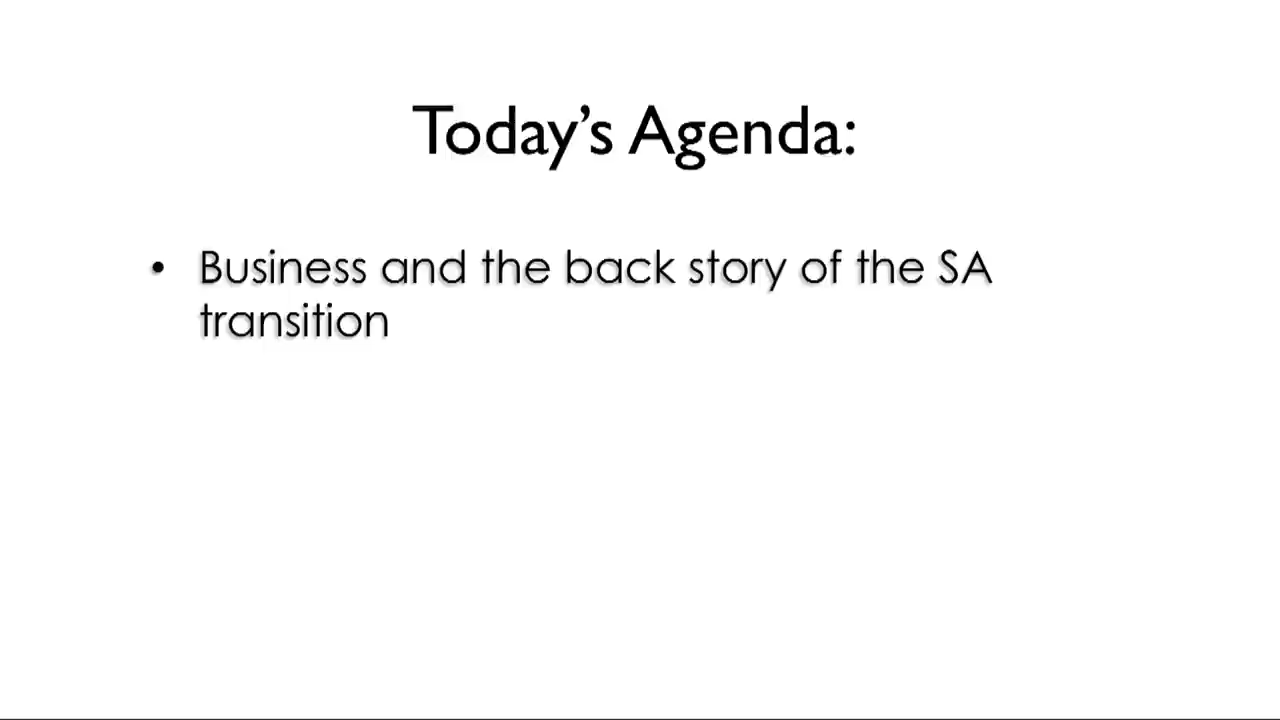 Today’s Agenda:
• Business and the back story of the SA
transition